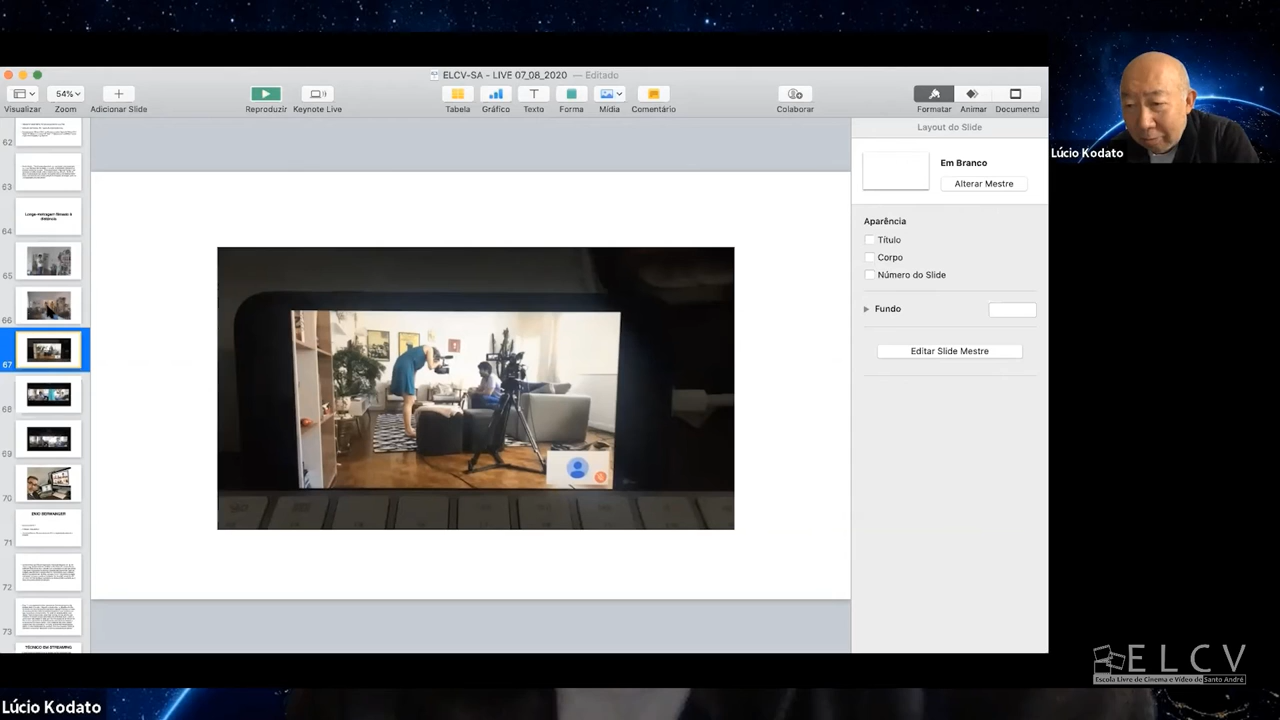 ELCV-SA - LIVE 07_08_2020 — Editado
54%
Visualizar
Zoom
Adicionar Slide
Reproduzir
Keynote Live
Tabela
Gráfico
Texto
Forma
Mídia
Comentário
Colaborar
Formatar
Animar
Documento
62
63
64
Longa-metragem filmado à
distância
65
66
67
68
69
70
71
72
73
TÉCNICO EM STREAMING
Layout do Slide
Em Branco
Alterar Mestre
Aparência
Título
Corpo
Número do Slide
Fundo
Editar Slide Mestre
Lúcio Kodato
ELCV
Escola Livre de Cinema e Vídeo de Santo André
Lúcio Kodato